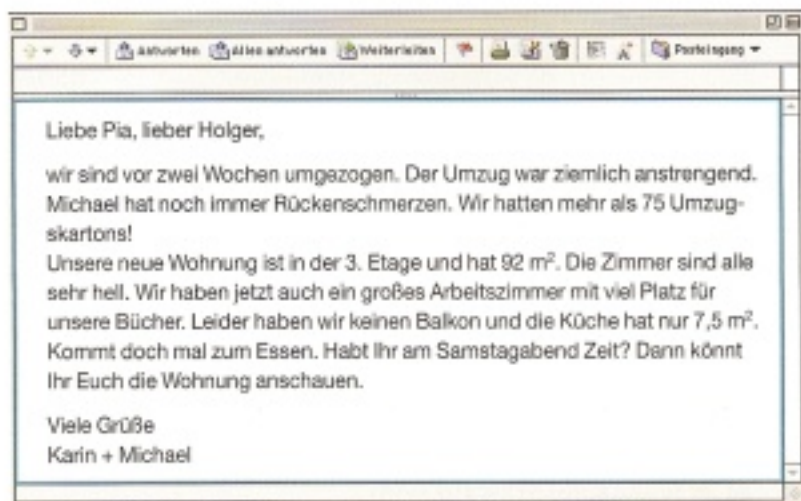 Antworten Alles antworten Weiterleiten Posteingang
Liebe Pia, lieber Holger,
wir sind vor zwei Wochen umgezogen. Der Umzug war ziemlich anstrengend.
Michael hat noch immer Rückenschmerzen. Wir hatten mehr als 75 Umzug-
skartons!
Unsere neue Wohnung ist in der 3. Etage und hat 92 m². Die Zimmer sind alle
sehr hell. Wir haben jetzt auch ein großes Arbeitszimmer mit viel Platz für
unsere Bücher. Leider haben wir keinen Balkon und die Küche hat nur 7,5 m².
Kommt doch mal zum Essen. Habt Ihr am Samstagabend Zeit? Dann könnt
Ihr Euch die Wohnung anschauen.
Viele Grüße
Karin + Michael